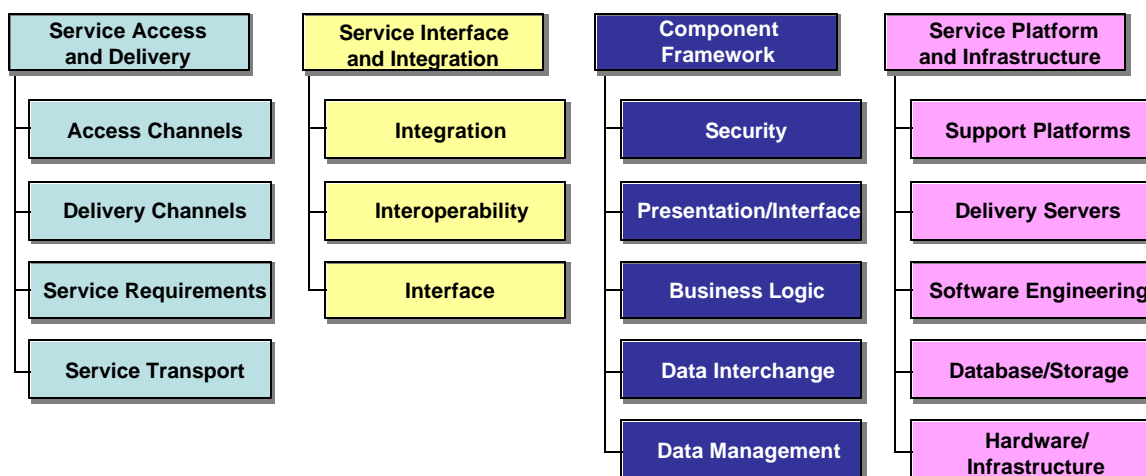 Service Access
and Delivery
Access Channels
Delivery Channels
Service Requirements
Service Transport
Service Interface
and Integration
Integration
Interoperability
Interface
Component
Framework
Security
Presentation/Interface
Business Logic
Data Interchange
Data Management
Service Platform
and Infrastructure
Support Platforms
Delivery Servers
Software Engineering
Database/Storage
Hardware/
Infrastructure